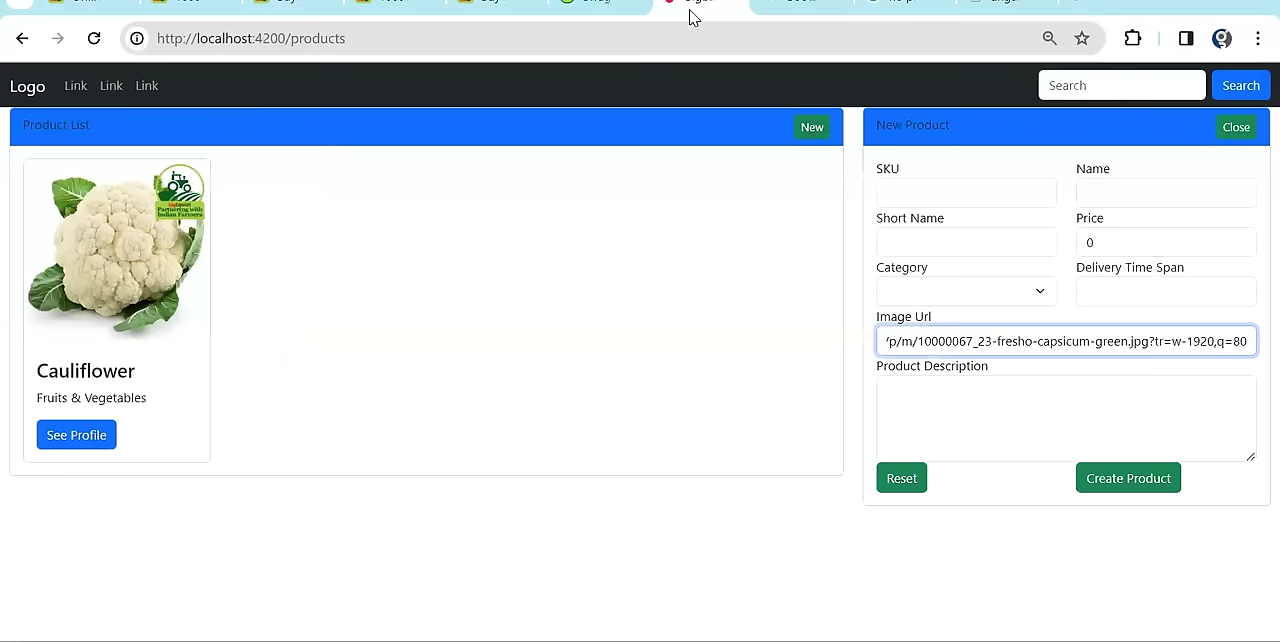 http://localhost:4200/products
Logo Link Link Link Search Search
Product List New
Partnering with
Indian Farmers
Cauliflower
Fruits & Vegetables
See Profile
New Product Close
SKU Name
Short Name Price
0
Category Delivery Time Span
Image Url
p/m/10000067_23-fresho-capsicum-green.jpg?tr=w-1920,q=80
Product Description
Reset Create Product